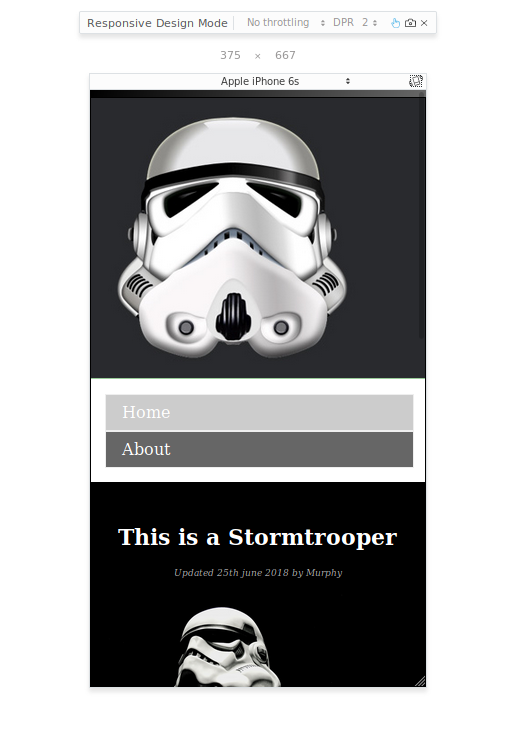 Responsive Design Mode No throttling DPR 2
375 × 667
Apple iPhone 6s
Home
About
This is a Stormtrooper
Updated 25th june 2018 by Murphy